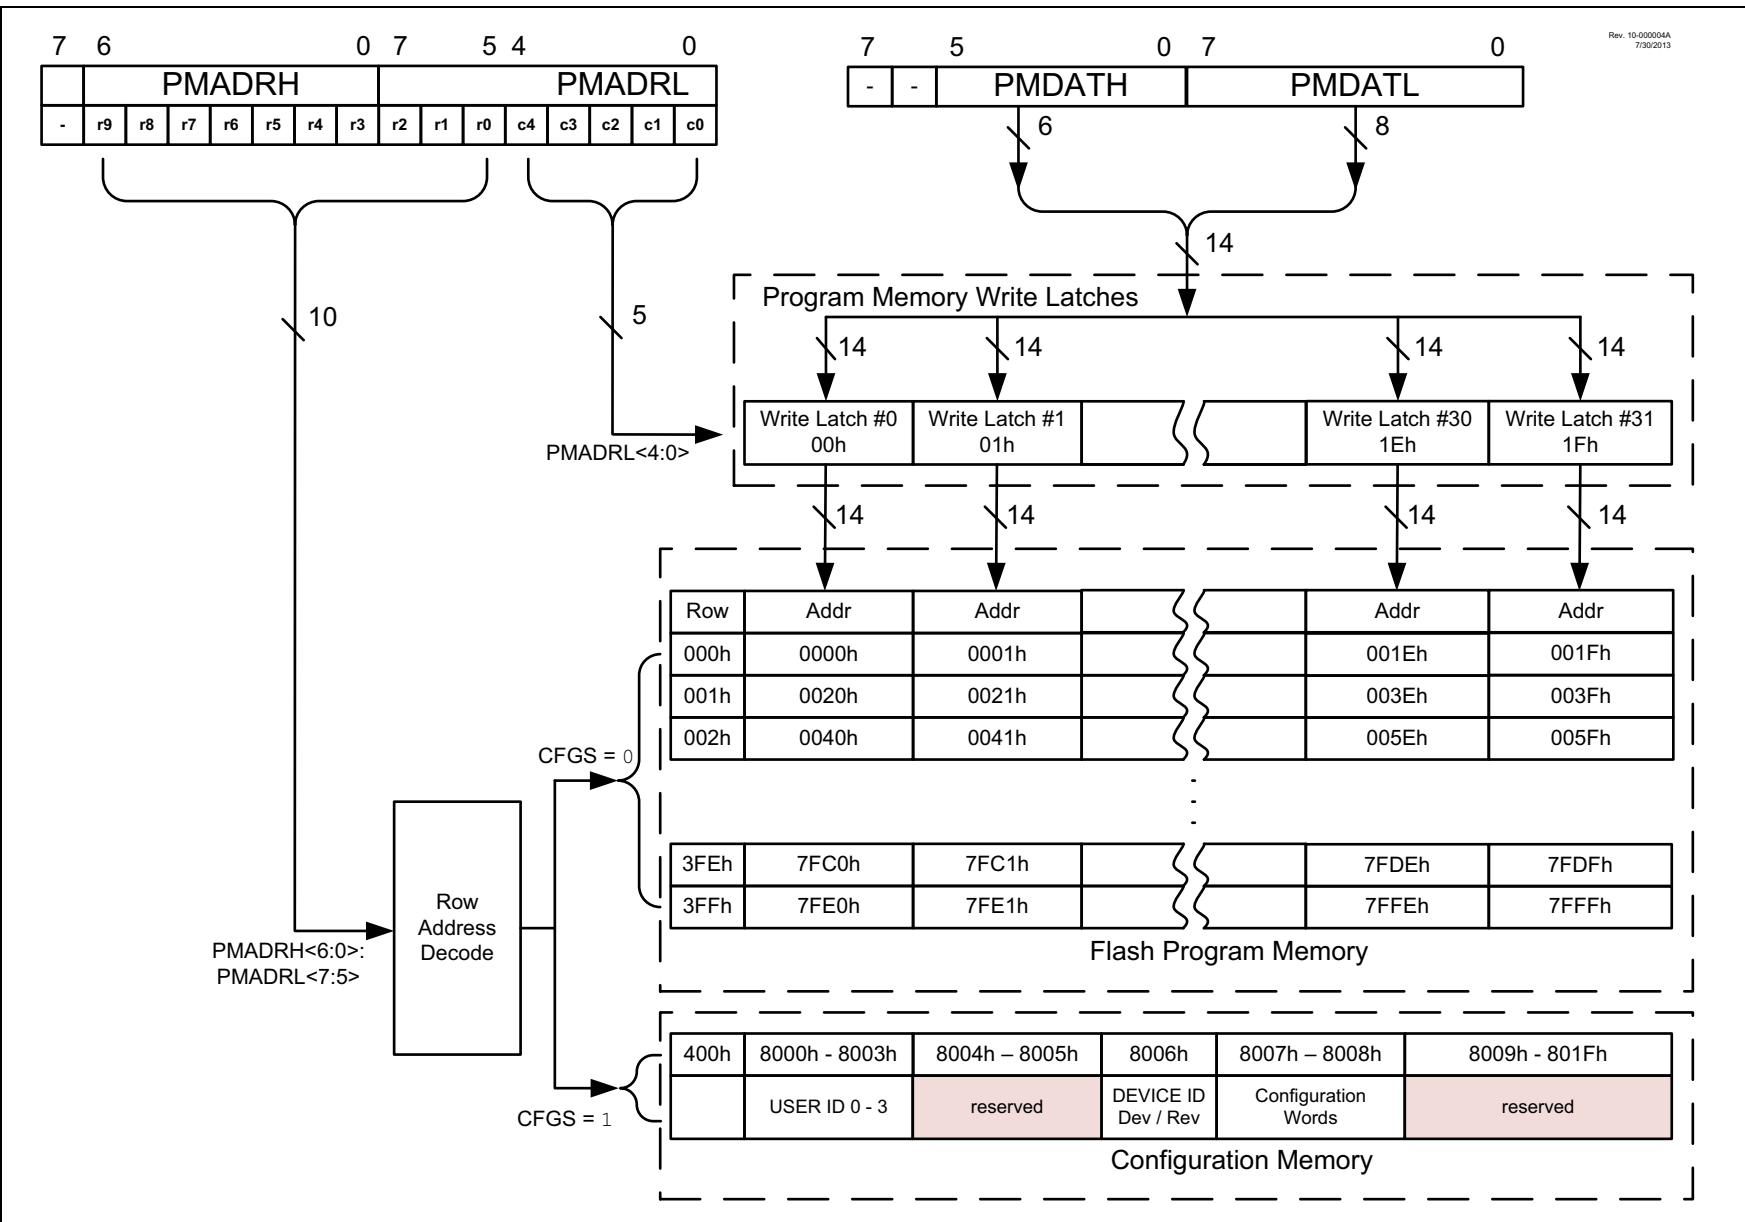 7 6 0 7 5 4 0
7 5 0 7 0
Rev. 10-000004A
7/30/2013
PMADRH PMADRL
- r9 r8 r7 r6 r5 r4 r3 r2 r1 r0 c4 c3 c2 c1 c0
- - PMDATH PMDATL
6 8
14
10 5
Program Memory Write Latches
14 14 14 14
Write Latch #0
00h
Write Latch #1
01h
Write Latch #30
1Eh
Write Latch #31
1Fh
PMADRL<4:0>
14 14 14 14
Row Addr Addr Addr Addr
000h 0000h 0001h 001Eh 001Fh
001h 0020h 0021h 003Eh 003Fh
002h 0040h 0041h 005Eh 005Fh
CFGS = 0
3FEh 7FC0h 7FC1h 7FDEh 7FDFh
3FFh 7FE0h 7FE1h 7FFEh 7FFFh
Flash Program Memory
Row
Address
Decode
PMADRH<6:0>:
PMADRL<7:5>
400h 8000h - 8003h 8004h – 8005h 8006h 8007h – 8008h 8009h - 801Fh
USER ID 0 - 3
reserved
DEVICE ID
Dev / Rev
Configuration
Words
reserved
CFGS = 1
Configuration Memory